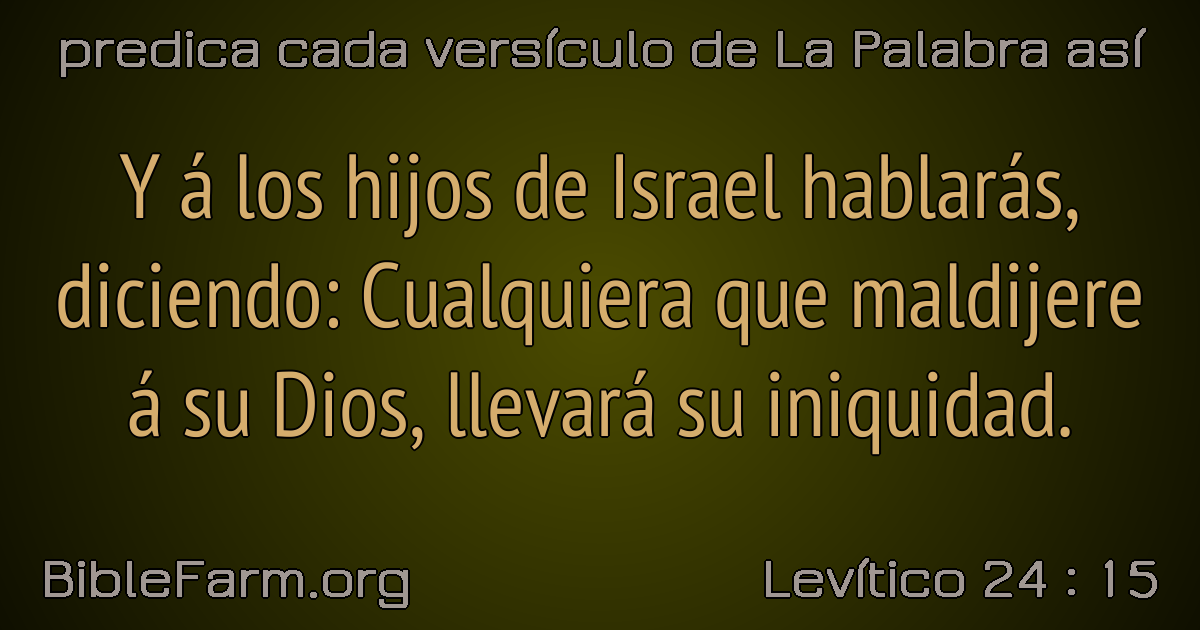 predica cada versículo de La Palabra así
Y á los hijos de Israel hablarás,
diciendo: Cualquiera que maldijere
á su Dios, llevará su iniquidad.
BibleFarm.org
Levítico 24 : 15